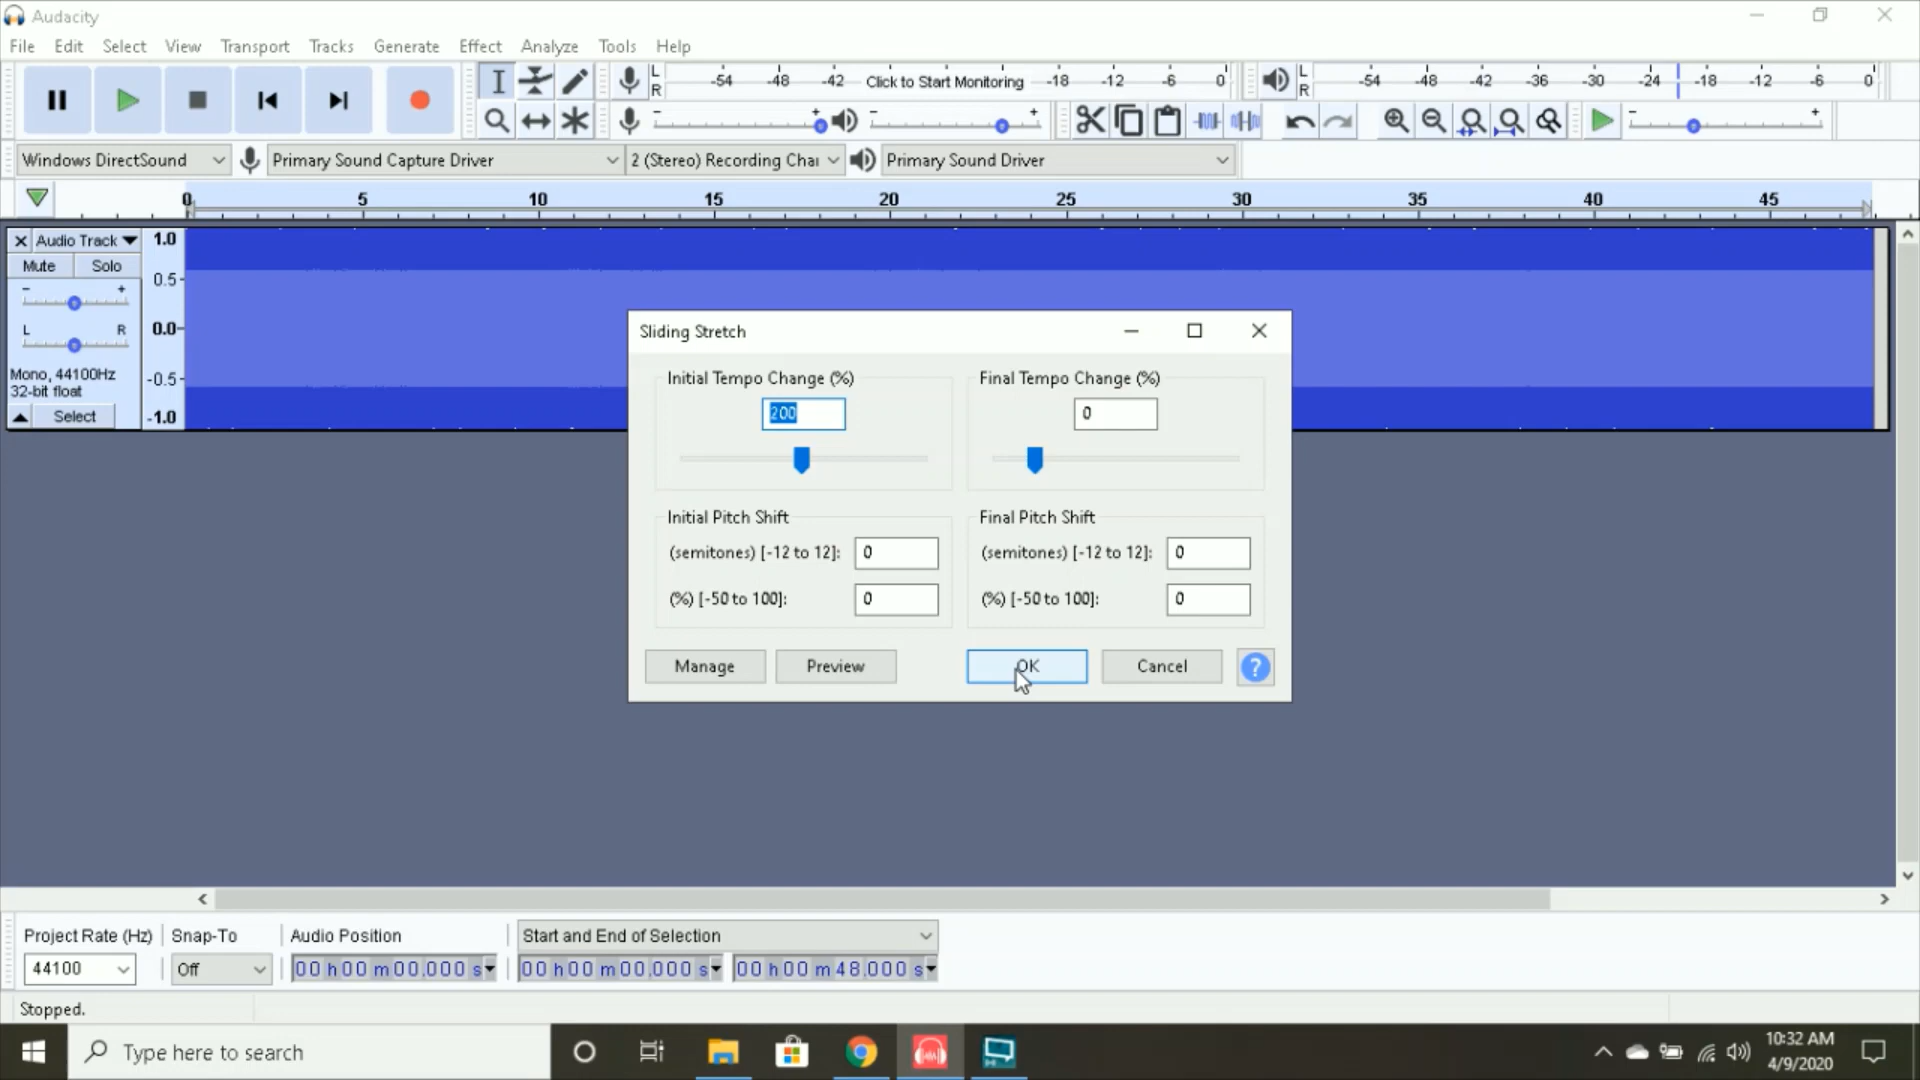 Audacity
File Edit Select View Transport Tracks Generate Effect Analyze Tools Help
L R -54 -48 -42 Click to Start Monitoring -18 -12 -6 0 L R -54 -48 -42 -36 -30 -24 -18 -12 -6 0
- + - + - +
Windows DirectSound Primary Sound Capture Driver 2 (Stereo) Recording Chai Primary Sound Driver
0 5 10 15 20 25 30 35 40 45
Audio Track 1.0
Mute Solo
0.5
- +
L R 0.0
Mono, 44100Hz -0.5
32-bit float
Select -1.0
Sliding Stretch
Initial Tempo Change (%) Final Tempo Change (%)
200 0
Initial Pitch Shift Final Pitch Shift
(semitones) [-12 to 12]: 0 (semitones) [-12 to 12]: 0
(%) [-50 to 100]: 0 (%) [-50 to 100]: 0
Manage Preview OK Cancel ?
Project Rate (Hz) Snap-To Audio Position Start and End of Selection
44100 Off 00 h 00 m 00,000 s 00 h 00 m 00,000 s 00 h 00 m 48,000 s
Stopped.
Type here to search 10:32 AM
4/9/2020